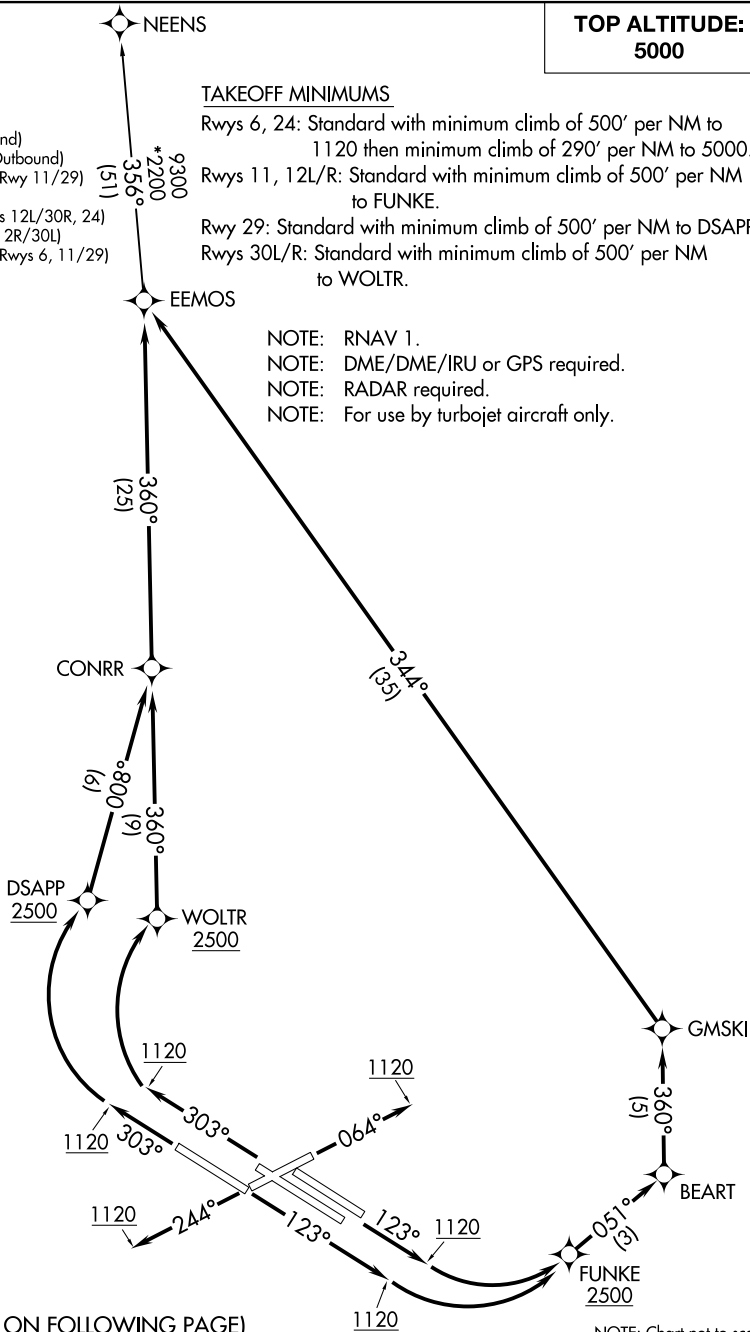 NEENS
TOP ALTITUDE:
5000
TAKEOFF MINIMUMS
Rwys 6, 24: Standard with minimum climb of 500' per NM to
1120 then minimum climb of 290' per NM to 5000.
Rwys 11, 12L/R: Standard with minimum climb of 500' per NM
to FUNKE.
Rwy 29: Standard with minimum climb of 500' per NM to DSAPP
Rwys 30L/R: Standard with minimum climb of 500' per NM
to WOLTR.
nd)
Outbound)
Rwy 11/29)
s 12L/30R, 24)
2R/30L)
Rwys 6, 11/29)
9300
*2200
356°
(51)
EEMOS
NOTE: RNAV 1.
NOTE: DME/DME/IRU or GPS required.
NOTE: RADAR required.
NOTE: For use by turbojet aircraft only.
360°
(25)
344°
(35)
CONRR
008°
(6)
360°
(9)
DSAPP
2500
WOLTR
2500
GMSKI
360°
(5)
1120
1120
1120
303°
303°
064°
BEART
1120
244°
123°
123°
1120
051°
(3)
FUNKE
2500
1120
ON FOLLOWING PAGE)
NOTE: Chart not to sc